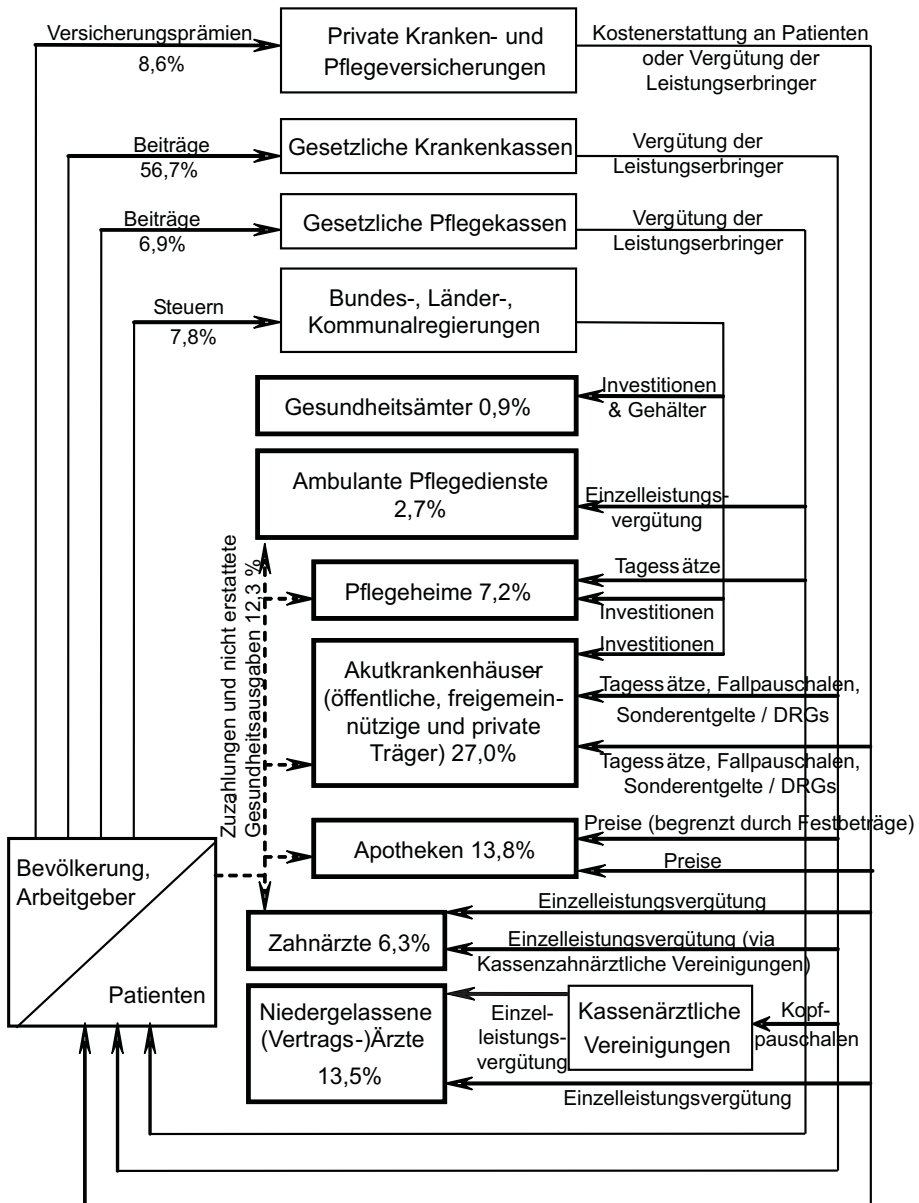 Versicherungsprämien
8,6%
Private Kranken- und
Pflegeversicherungen
Kostenerstattung an Patienten
oder Vergütung der
Leistungserbringer
Beiträge
56,7%
Gesetzliche Krankenkassen
Vergütung der
Leistungserbringer
Beiträge
6,9%
Gesetzliche Pflegekassen
Vergütung der
Leistungserbringer
Steuern
7,8%
Bundes-, Länder-,
Kommunalregierungen
Gesundheitsämter 0,9%
Investitionen
& Gehälter
Ambulante Pflegedienste
2,7%
Einzelleistungs-
vergütung
Zuzahlungen und nicht erstattete
Gesundheitsausgaben 12,3 %
Pflegeheime 7,2%
Tagessätze
Investitionen
Investitionen
Akutkrankenhäuser
(öffentliche, freigemein-
nützige und private
Träger) 27,0%
Tagessätze, Fallpauschalen,
Sonderentgelte / DRGs
Tagessätze, Fallpauschalen,
Sonderentgelte / DRGs
Apotheken 13,8%
Preise (begrenzt durch Festbeträge)
Preise
Bevölkerung,
Arbeitgeber
Patienten
Zahnärzte 6,3%
Einzelleistungsvergütung
Einzelleistungsvergütung (via
Kassenzahnärztliche Vereinigungen)
Niedergelassene
(Vertrags-)Ärzte
13,5%
Einzel-
leistungs-
vergütung
Kassenärztliche
Vereinigungen
Kopf-
pauschalen
Einzelleistungsvergütung